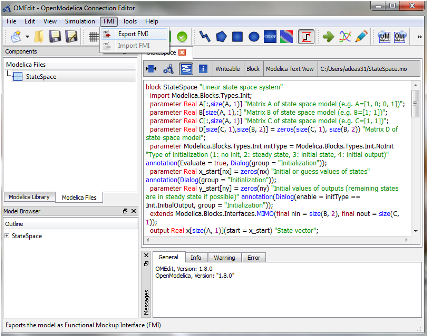 OMEdit - OpenModelica Connection Editor
File Edit View Simulation FMI Tools Help
Export FMI
Import FMI
Components
StateSpace
Modelica Files
StateSpace
Writeable Block Modelica Text View C:/Users/adeas31/StateSpace.mo
block StateSpace "Linear state space system"
import Modelica.Blocks.Types.Init;
parameter Real A[:,size(A, 1)] "Matrix A of state space model (e.g. A=[1, 0; 0, 1])";
parameter Real B[size(A, 1),:] "Matrix B of state space model (e.g. B=[1; 1])";
parameter Real C[:,size(A, 1)] "Matrix C of state space model (e.g. C=[1, 1])";
parameter Real D[size(C, 1),size(B, 2)] = zeros(size(C, 1), size(B, 2)) "Matrix D of
state space model";
parameter Modelica.Blocks.Types.Init initType = Modelica.Blocks.Types.Init.NoInit
"Type of initialization (1: no init, 2: steady state, 3: initial state, 4: initial output)"
annotation(Evaluate = true, Dialog(group = "Initialization"));
parameter Real x_start[nx] = zeros(nx) "Initial or guess values of states"
annotation(Dialog(group = "Initialization"));
parameter Real y_start[ny] = zeros(ny) "Initial values of outputs (remaining states
are in steady state if possible)" annotation(Dialog(enable = initType ==
Init.InitialOutput, group = "Initialization"));
extends Modelica.Blocks.Interfaces.MIMO(final nin = size(B, 2), final nout = size(C,
1));
output Real x[size(A, 1)](start = x_start) "State vector";
Modelica Library Modelica Files
Model Browser
Outline
StateSpace
Messages
General Info Warning Error
OMEdit, Version: 1.8.0
OpenModelica, Version: "1.8.0"
Exports the model as Functional Mockup Interface (FMI)